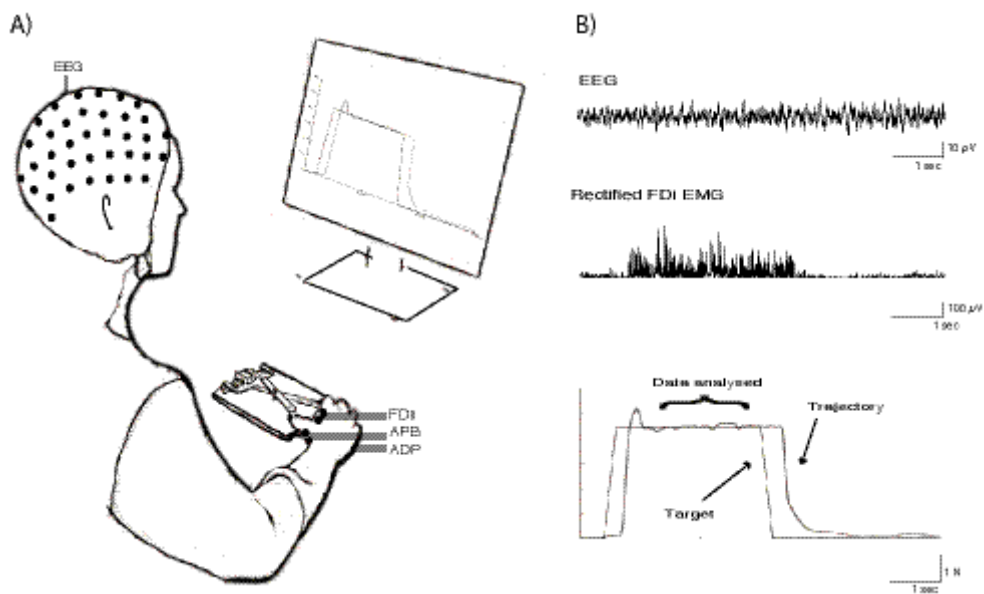 A)
EEG
FDI
APB
ADP
B)
EEG
10 µV
1 sec
Rectified FDI EMG
100 µV
1 sec
Data analysed
Trajectory
Target
1 N
1 sec